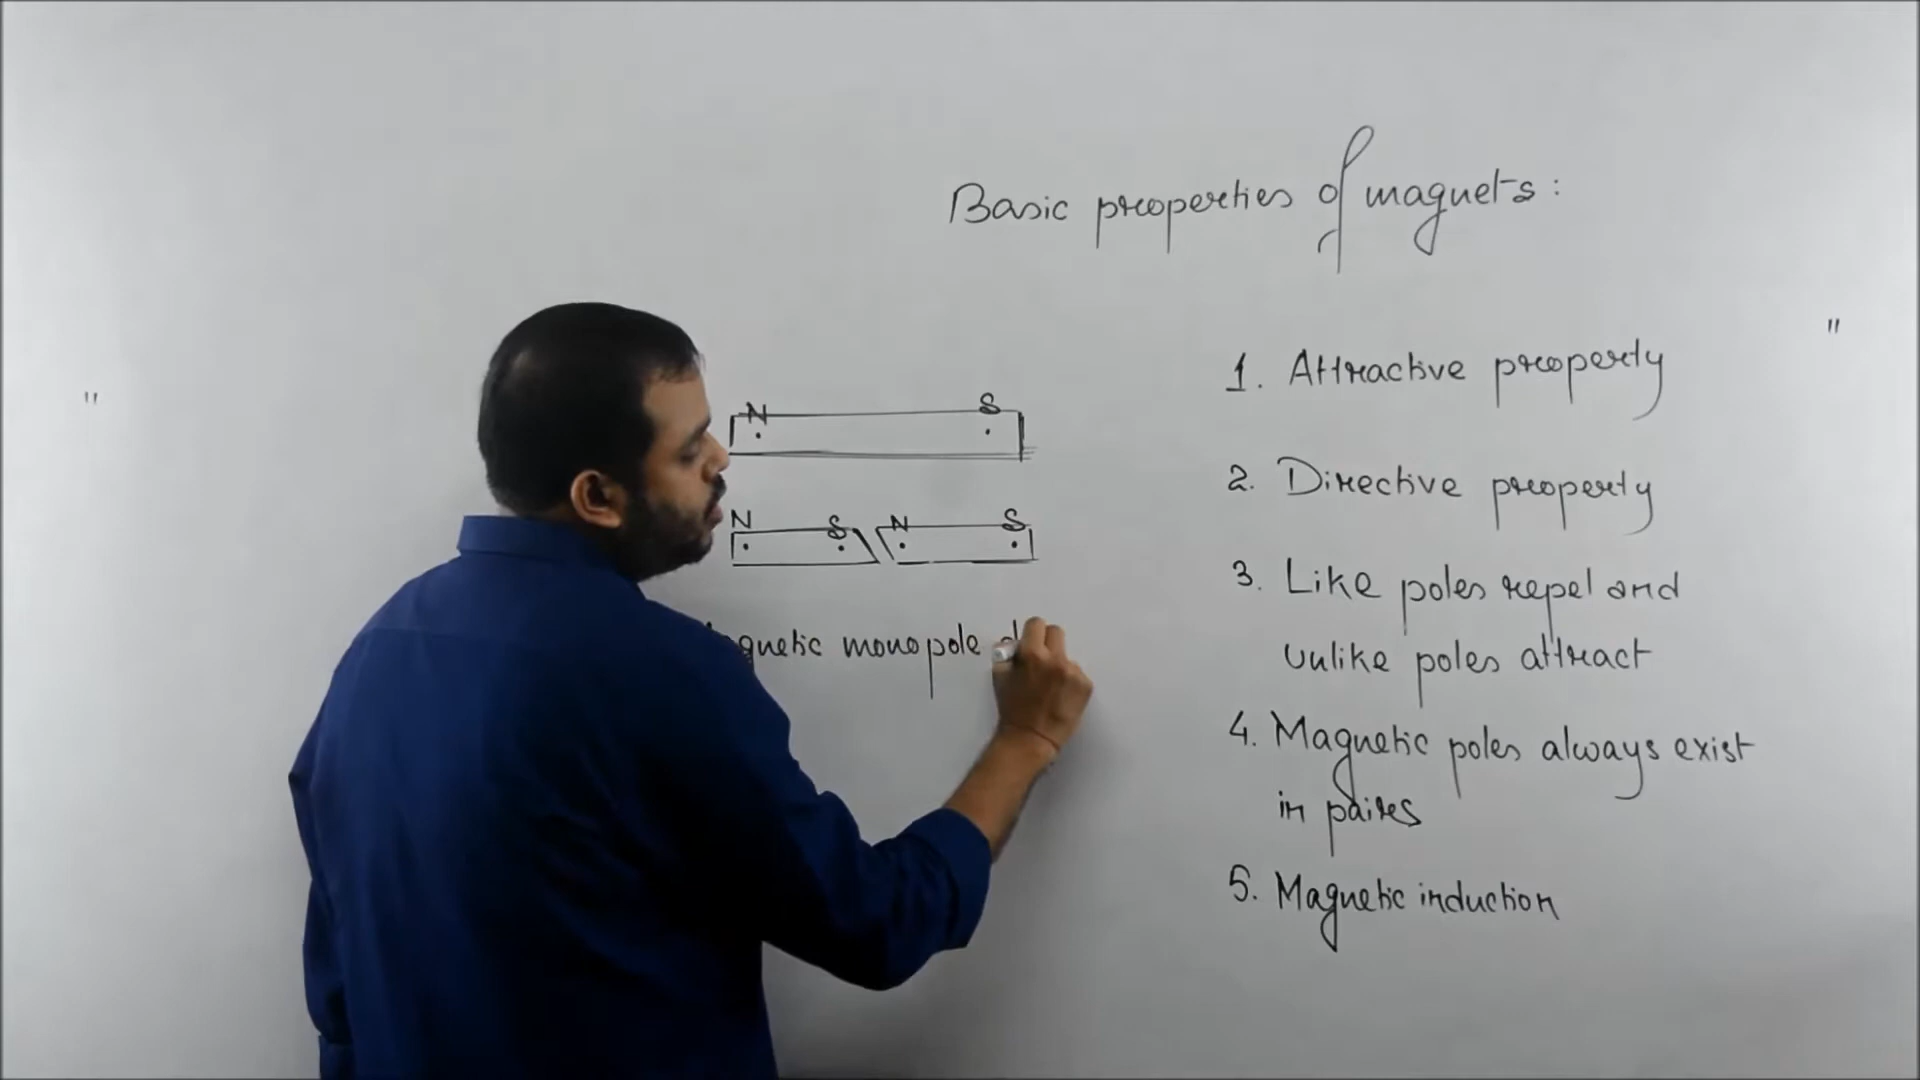 Basic properties of magnets:
"
"
1. Attractive property
N S
2. Directive property
N S N S
3. Like poles repel and
monopole
unlike poles attract
4. Magnetic poles always exist
in paires
5. Magnetic induction